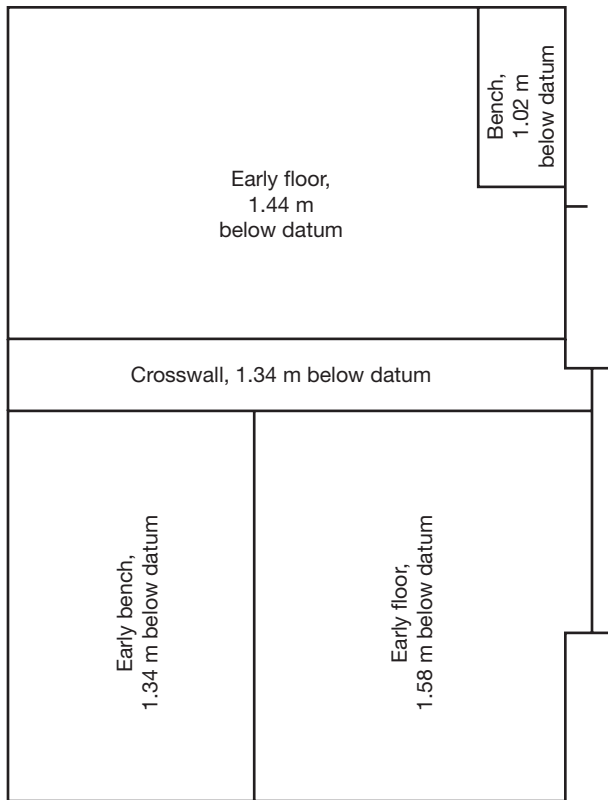 Bench,
1.02 m
below datum
Early floor,
1.44 m
below datum
Crosswall, 1.34 m below datum
Early bench,
1.34 m below datum
Early floor,
1.58 m below datum